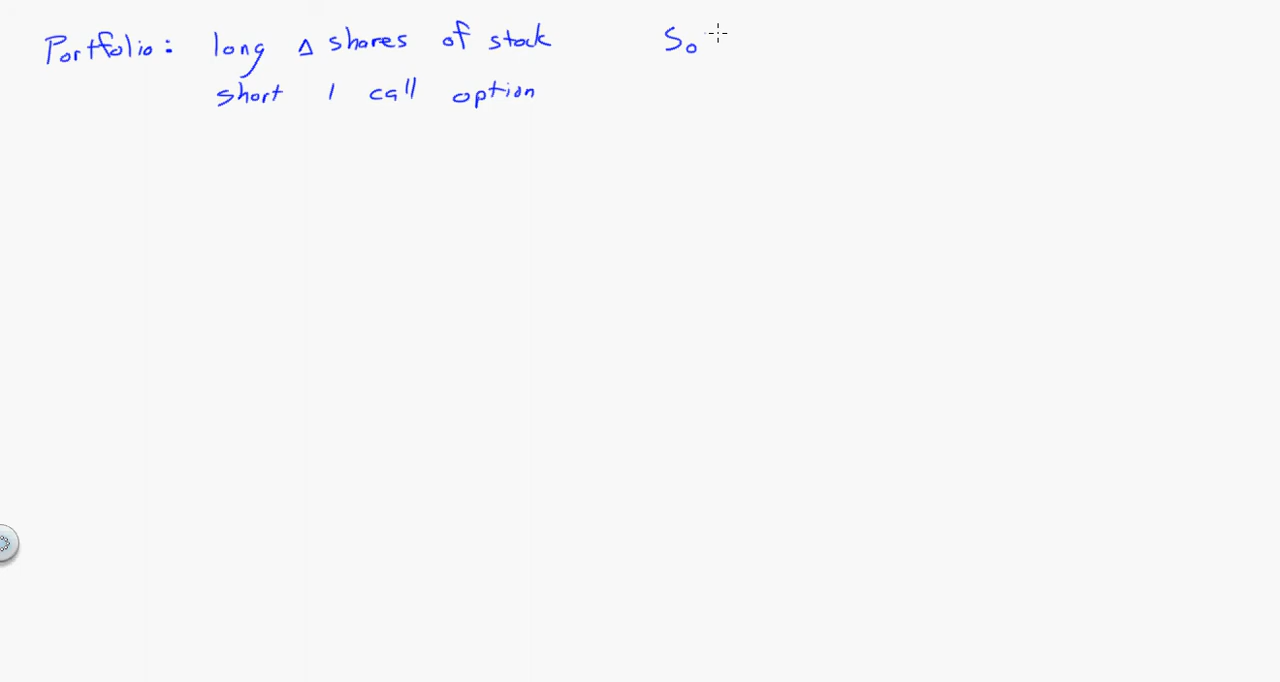 Portfolio: long Δ shares of stock S₀
short 1 call option